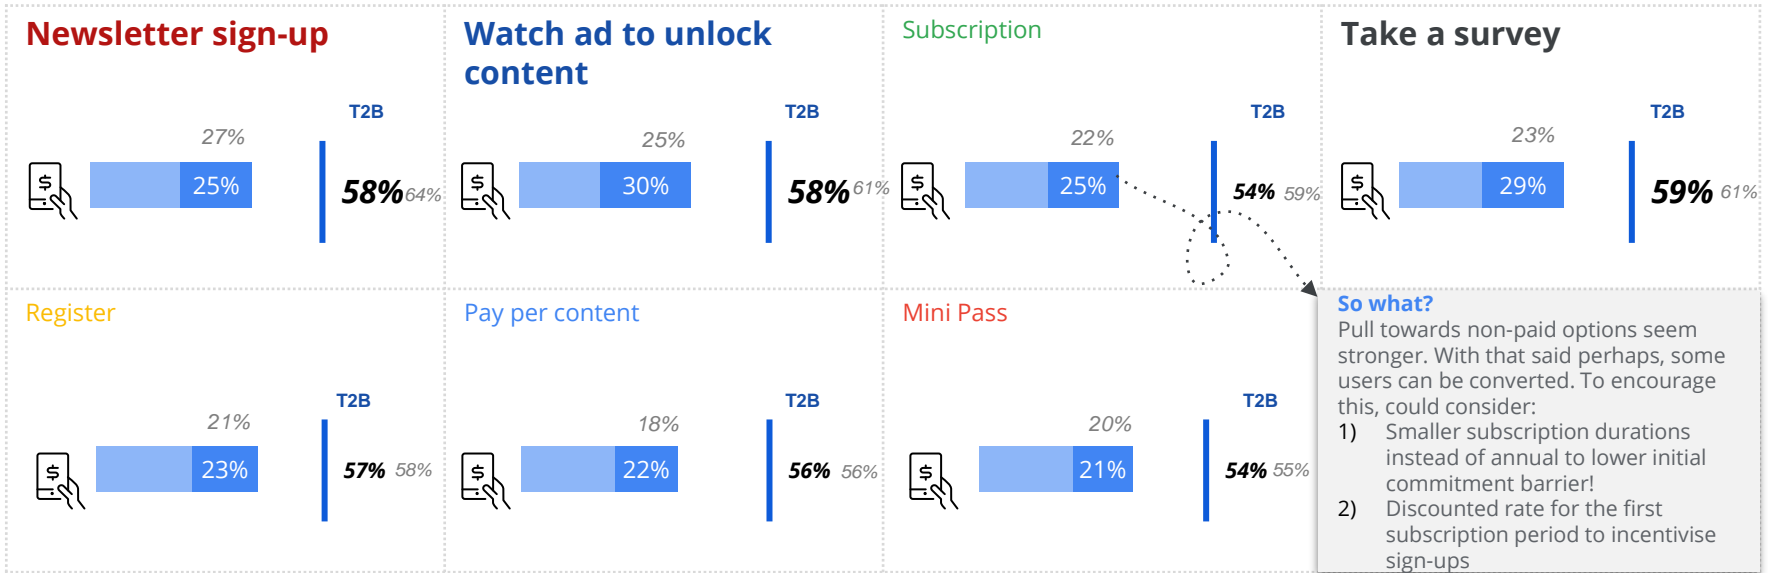 Newsletter sign-up
T2B
27%
$
25%
58% 64%
Watch ad to unlock
content
T2B
25%
$
30%
58% 61%
Subscription
T2B
22%
$
25%
54% 59%
Take a survey
T2B
23%
$
29%
59% 61%
Register
T2B
21%
$
23%
57% 58%
Pay per content
T2B
18%
$
22%
56% 56%
Mini Pass
T2B
20%
$
21%
54% 55%
So what?
Pull towards non-paid options seem
stronger. With that said perhaps, some
users can be converted. To encourage
this, could consider:
1) Smaller subscription durations
instead of annual to lower initial
commitment barrier!
2) Discounted rate for the first
subscription period to incentivise
sign-ups